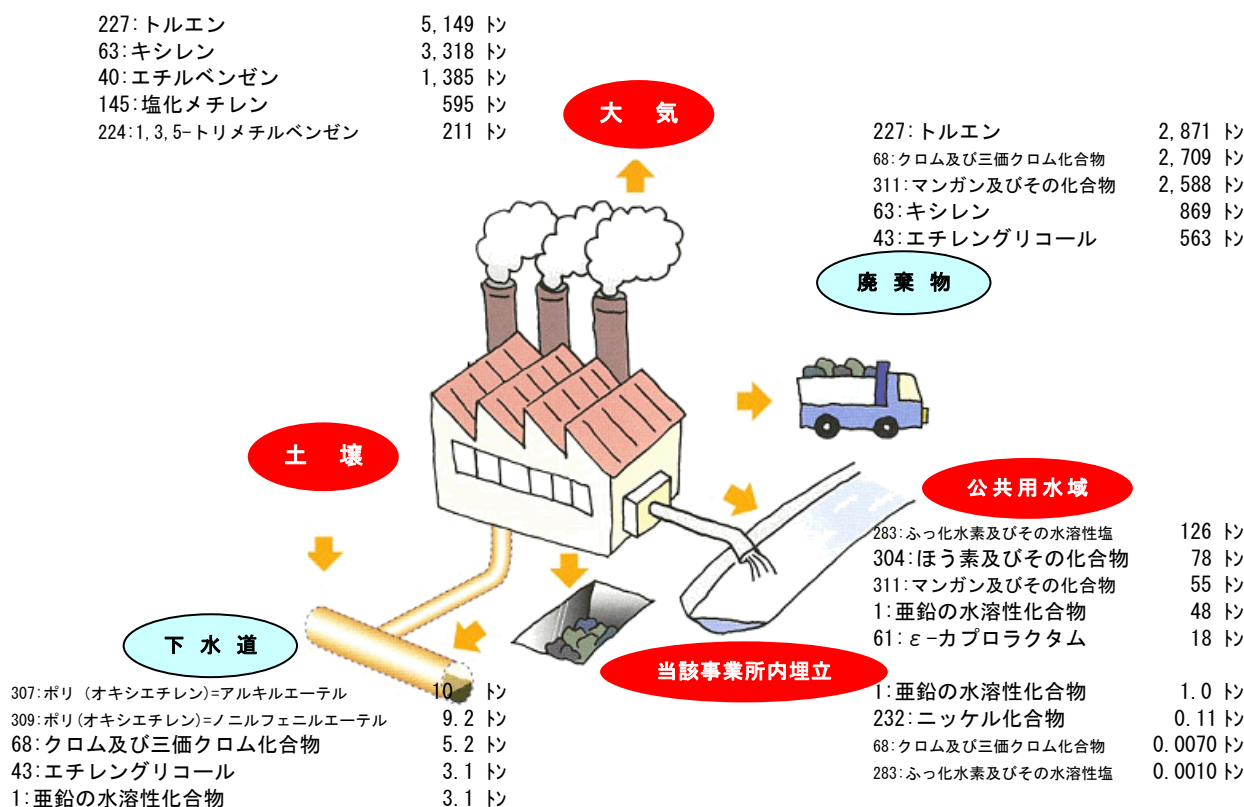 227:トルエン 5,149 トン
63:キシレン 3,318 トン
40:エチルベンゼン 1,385 トン
145:塩化メチレン 595 トン
224:1,3,5-トリメチルベンゼン 211 トン
大 気
227:トルエン 2,871 トン
68:クロム及び三価クロム化合物 2,709 トン
311:マンガン及びその化合物 2,588 トン
63:キシレン 869 トン
43:エチレングリコール 563 トン
廃 棄 物
土 壌
公共用水域
283:ふっ化水素及びその水溶性塩 126 トン
304:ほう素及びその化合物 78 トン
311:マンガン及びその化合物 55 トン
1:亜鉛の水溶性化合物 48 トン
61:ε-カプロラクタム 18 トン
下 水 道
307:ポリ(オキシエチレン)=アルキルエーテル 10 トン
309:ポリ(オキシエチレン)=ノニルフェニルエーテル 9.2 トン
68:クロム及び三価クロム化合物 5.2 トン
43:エチレングリコール 3.1 トン
1:亜鉛の水溶性化合物 3.1 トン
当該事業所内埋立
1:亜鉛の水溶性化合物 1.0 トン
232:ニッケル化合物 0.11 トン
68:クロム及び三価クロム化合物 0.0070 トン
283:ふっ化水素及びその水溶性塩 0.0010 トン